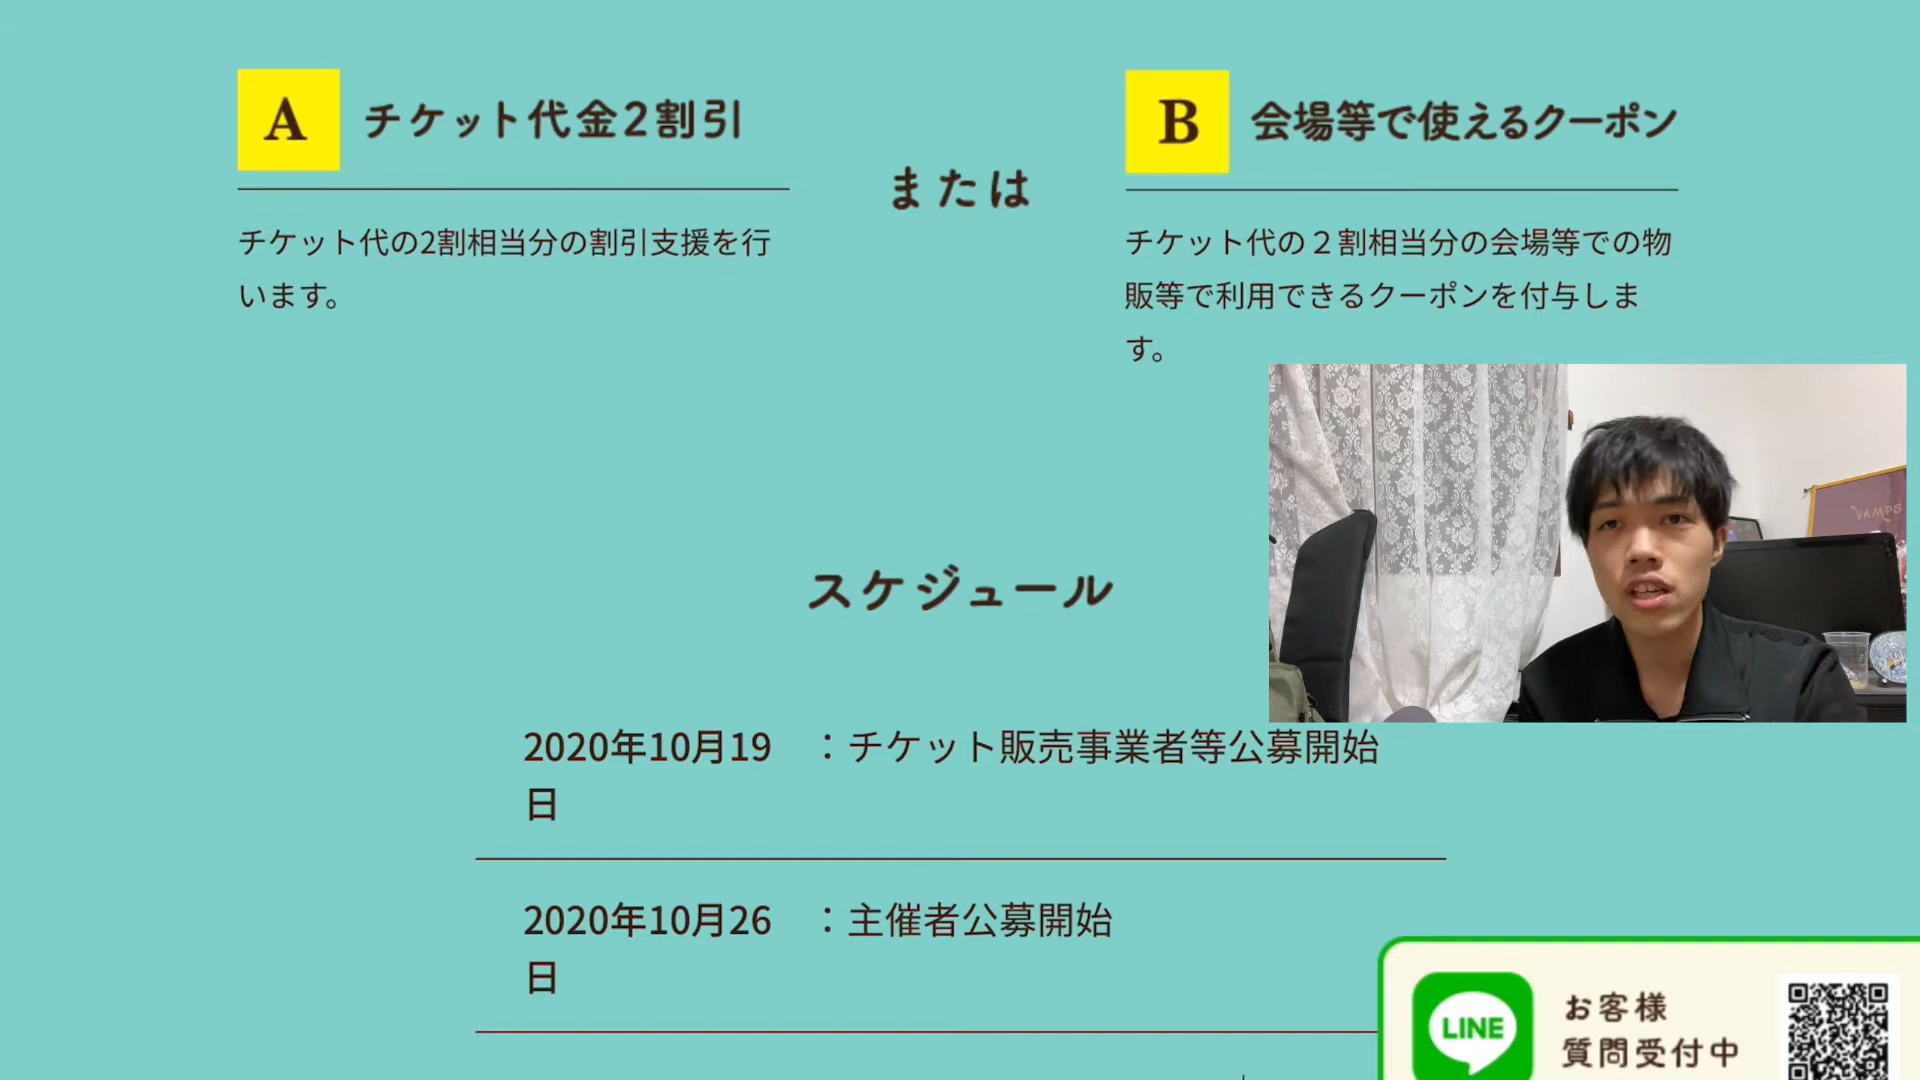 A チケット代金2割引
チケット代の2割相当分の割引支援を行
います。
または
B 会場等で使えるクーポン
チケット代の２割相当分の会場等での物
販等で利用できるクーポンを付与しま
す。
VAMPS
スケジュール
2020年10月19日 ：チケット販売事業者等公募開始
2020年10月26日 ：主催者公募開始
LINE
お客様
質問受付中